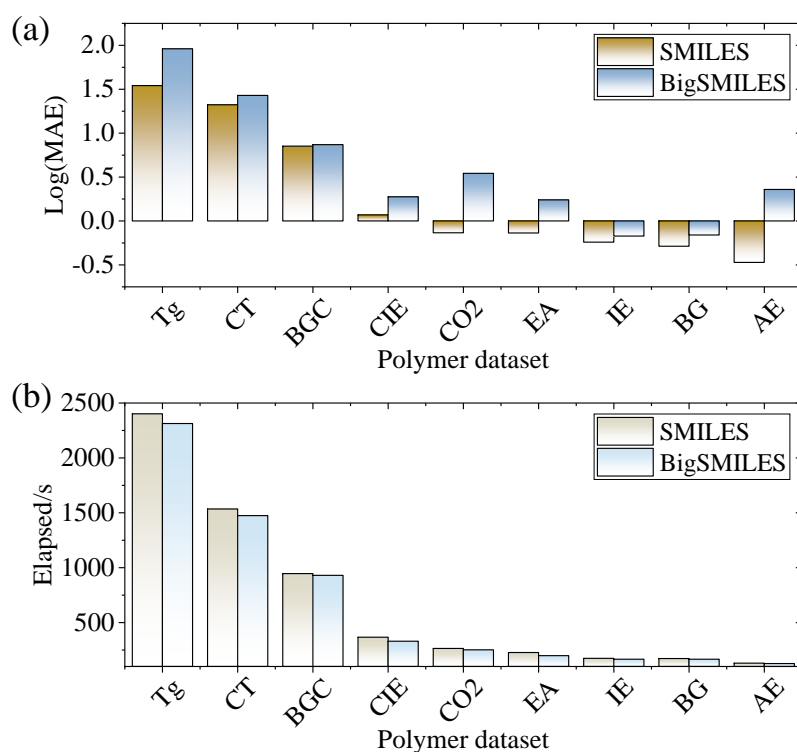 (a)
Log(MAE)
2.0
1.5
1.0
0.5
0.0
-0.5
SMILES
BigSMILES
Tg
CT
BGC
CIE
CO2
EA
IE
BG
AE
Polymer dataset
(b)
Elapsed/s
2500
2000
1500
1000
500
SMILES
BigSMILES
Tg
CT
BGC
CIE
CO2
EA
IE
BG
AE
Polymer dataset